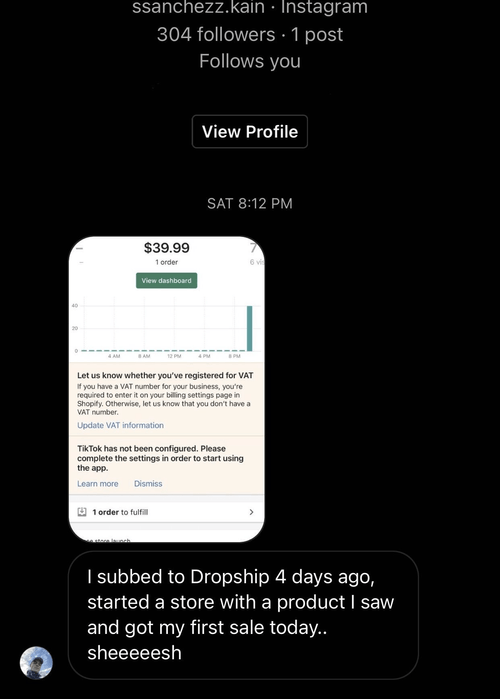 ssanchezz.kain · Instagram
304 followers · 1 post
Follows you
View Profile
SAT 8:12 PM
$39.99
7
1 order
View dashboard
40
20
0
4 AM 8 AM 12 PM 4 PM 8 PM
Let us know whether you've registered for VAT
If you have a VAT number for your business, you're
required to enter it on your billing settings page in
Shopify. Otherwise, let us know that you don't have a
VAT number.
Update VAT information
TikTok has not been configured. Please
complete the settings in order to start using
the app.
Learn more Dismiss
1 order to fulfill
store launch
I subbed to Dropship 4 days ago,
started a store with a product I saw
and got my first sale today..
sheeeeesh